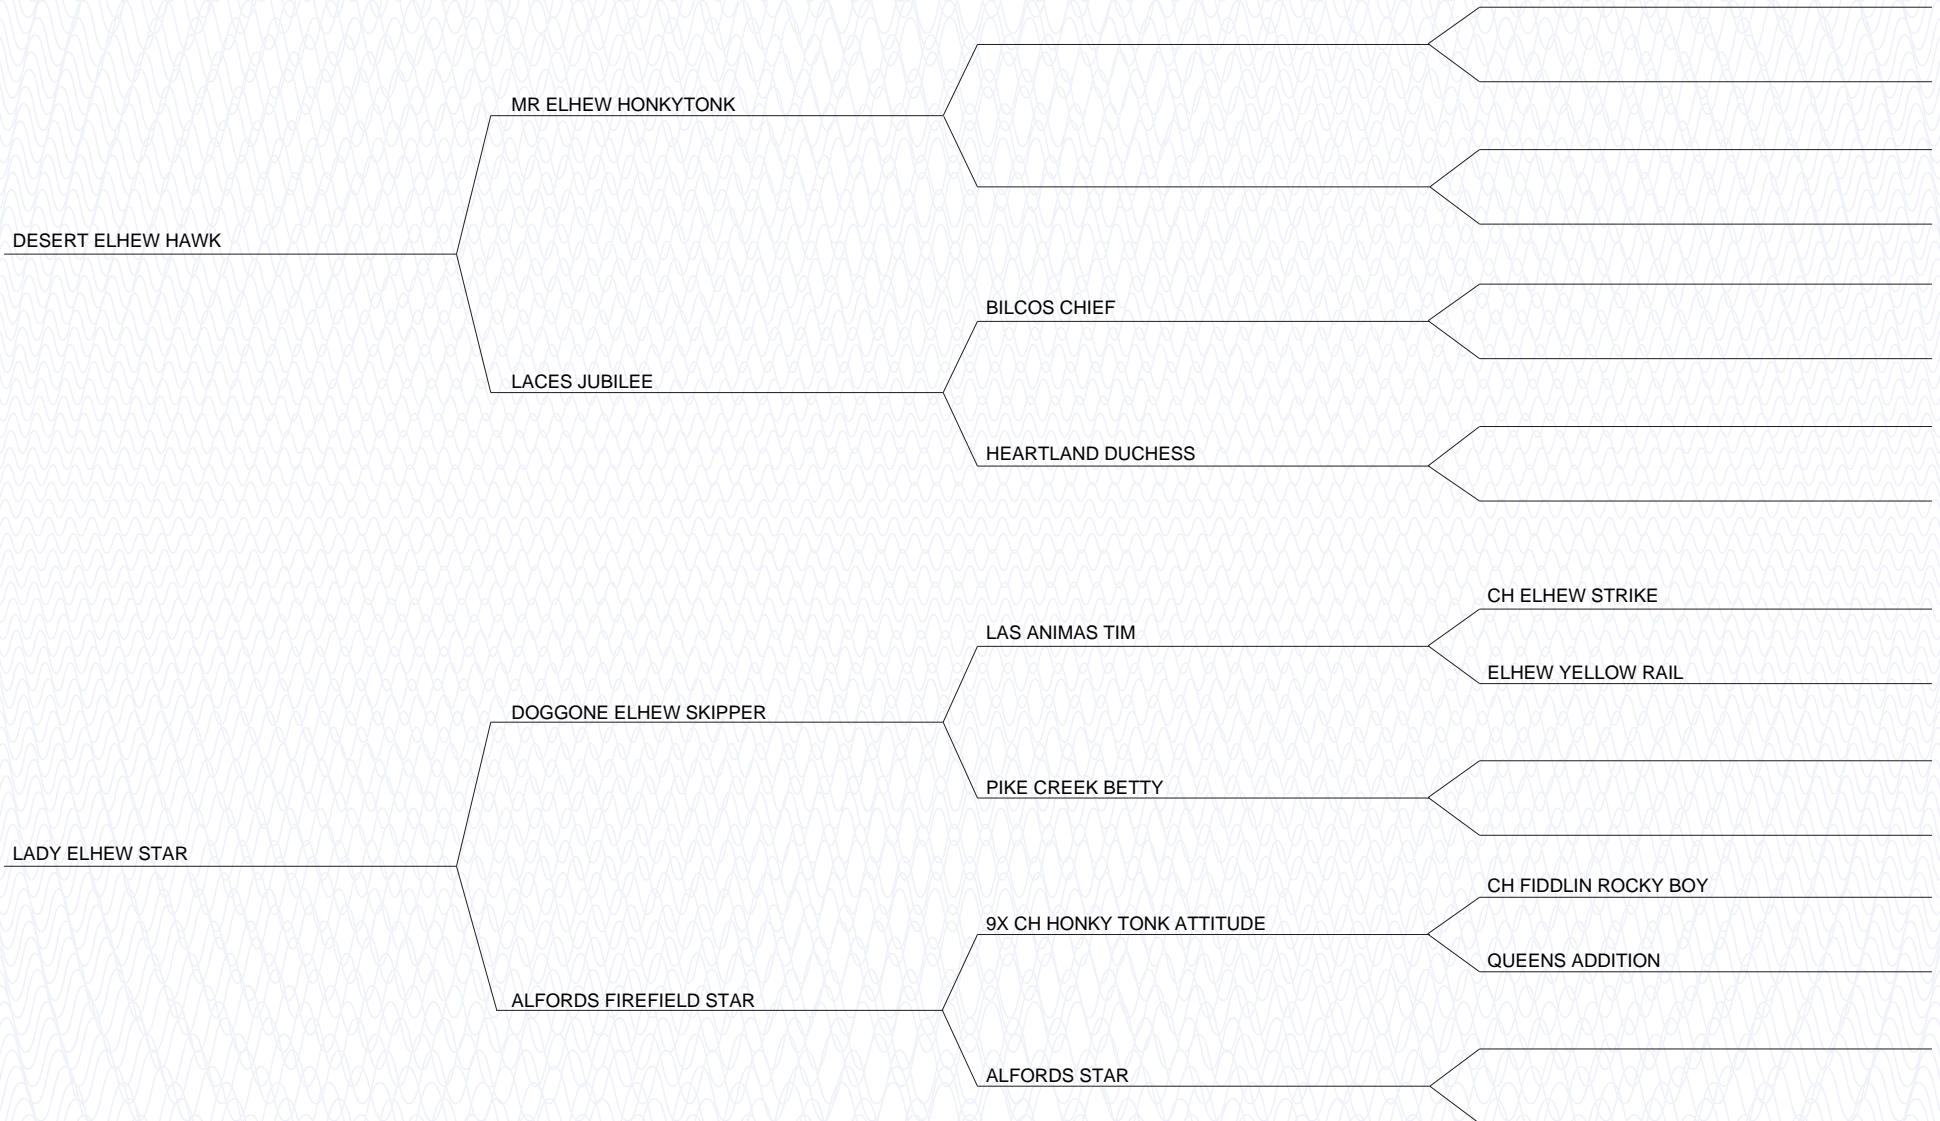 MR ELHEW HONKYTONK
DESERT ELHEW HAWK
BILCOS CHIEF
LACES JUBILEE
HEARTLAND DUCHESS
CH ELHEW STRIKE
LAS ANIMAS TIM
ELHEW YELLOW RAIL
DOGGONE ELHEW SKIPPER
PIKE CREEK BETTY
LADY ELHEW STAR
CH FIDDLIN ROCKY BOY
9X CH HONKY TONK ATTITUDE
QUEENS ADDITION
ALFORDS FIREFIELD STAR
ALFORDS STAR